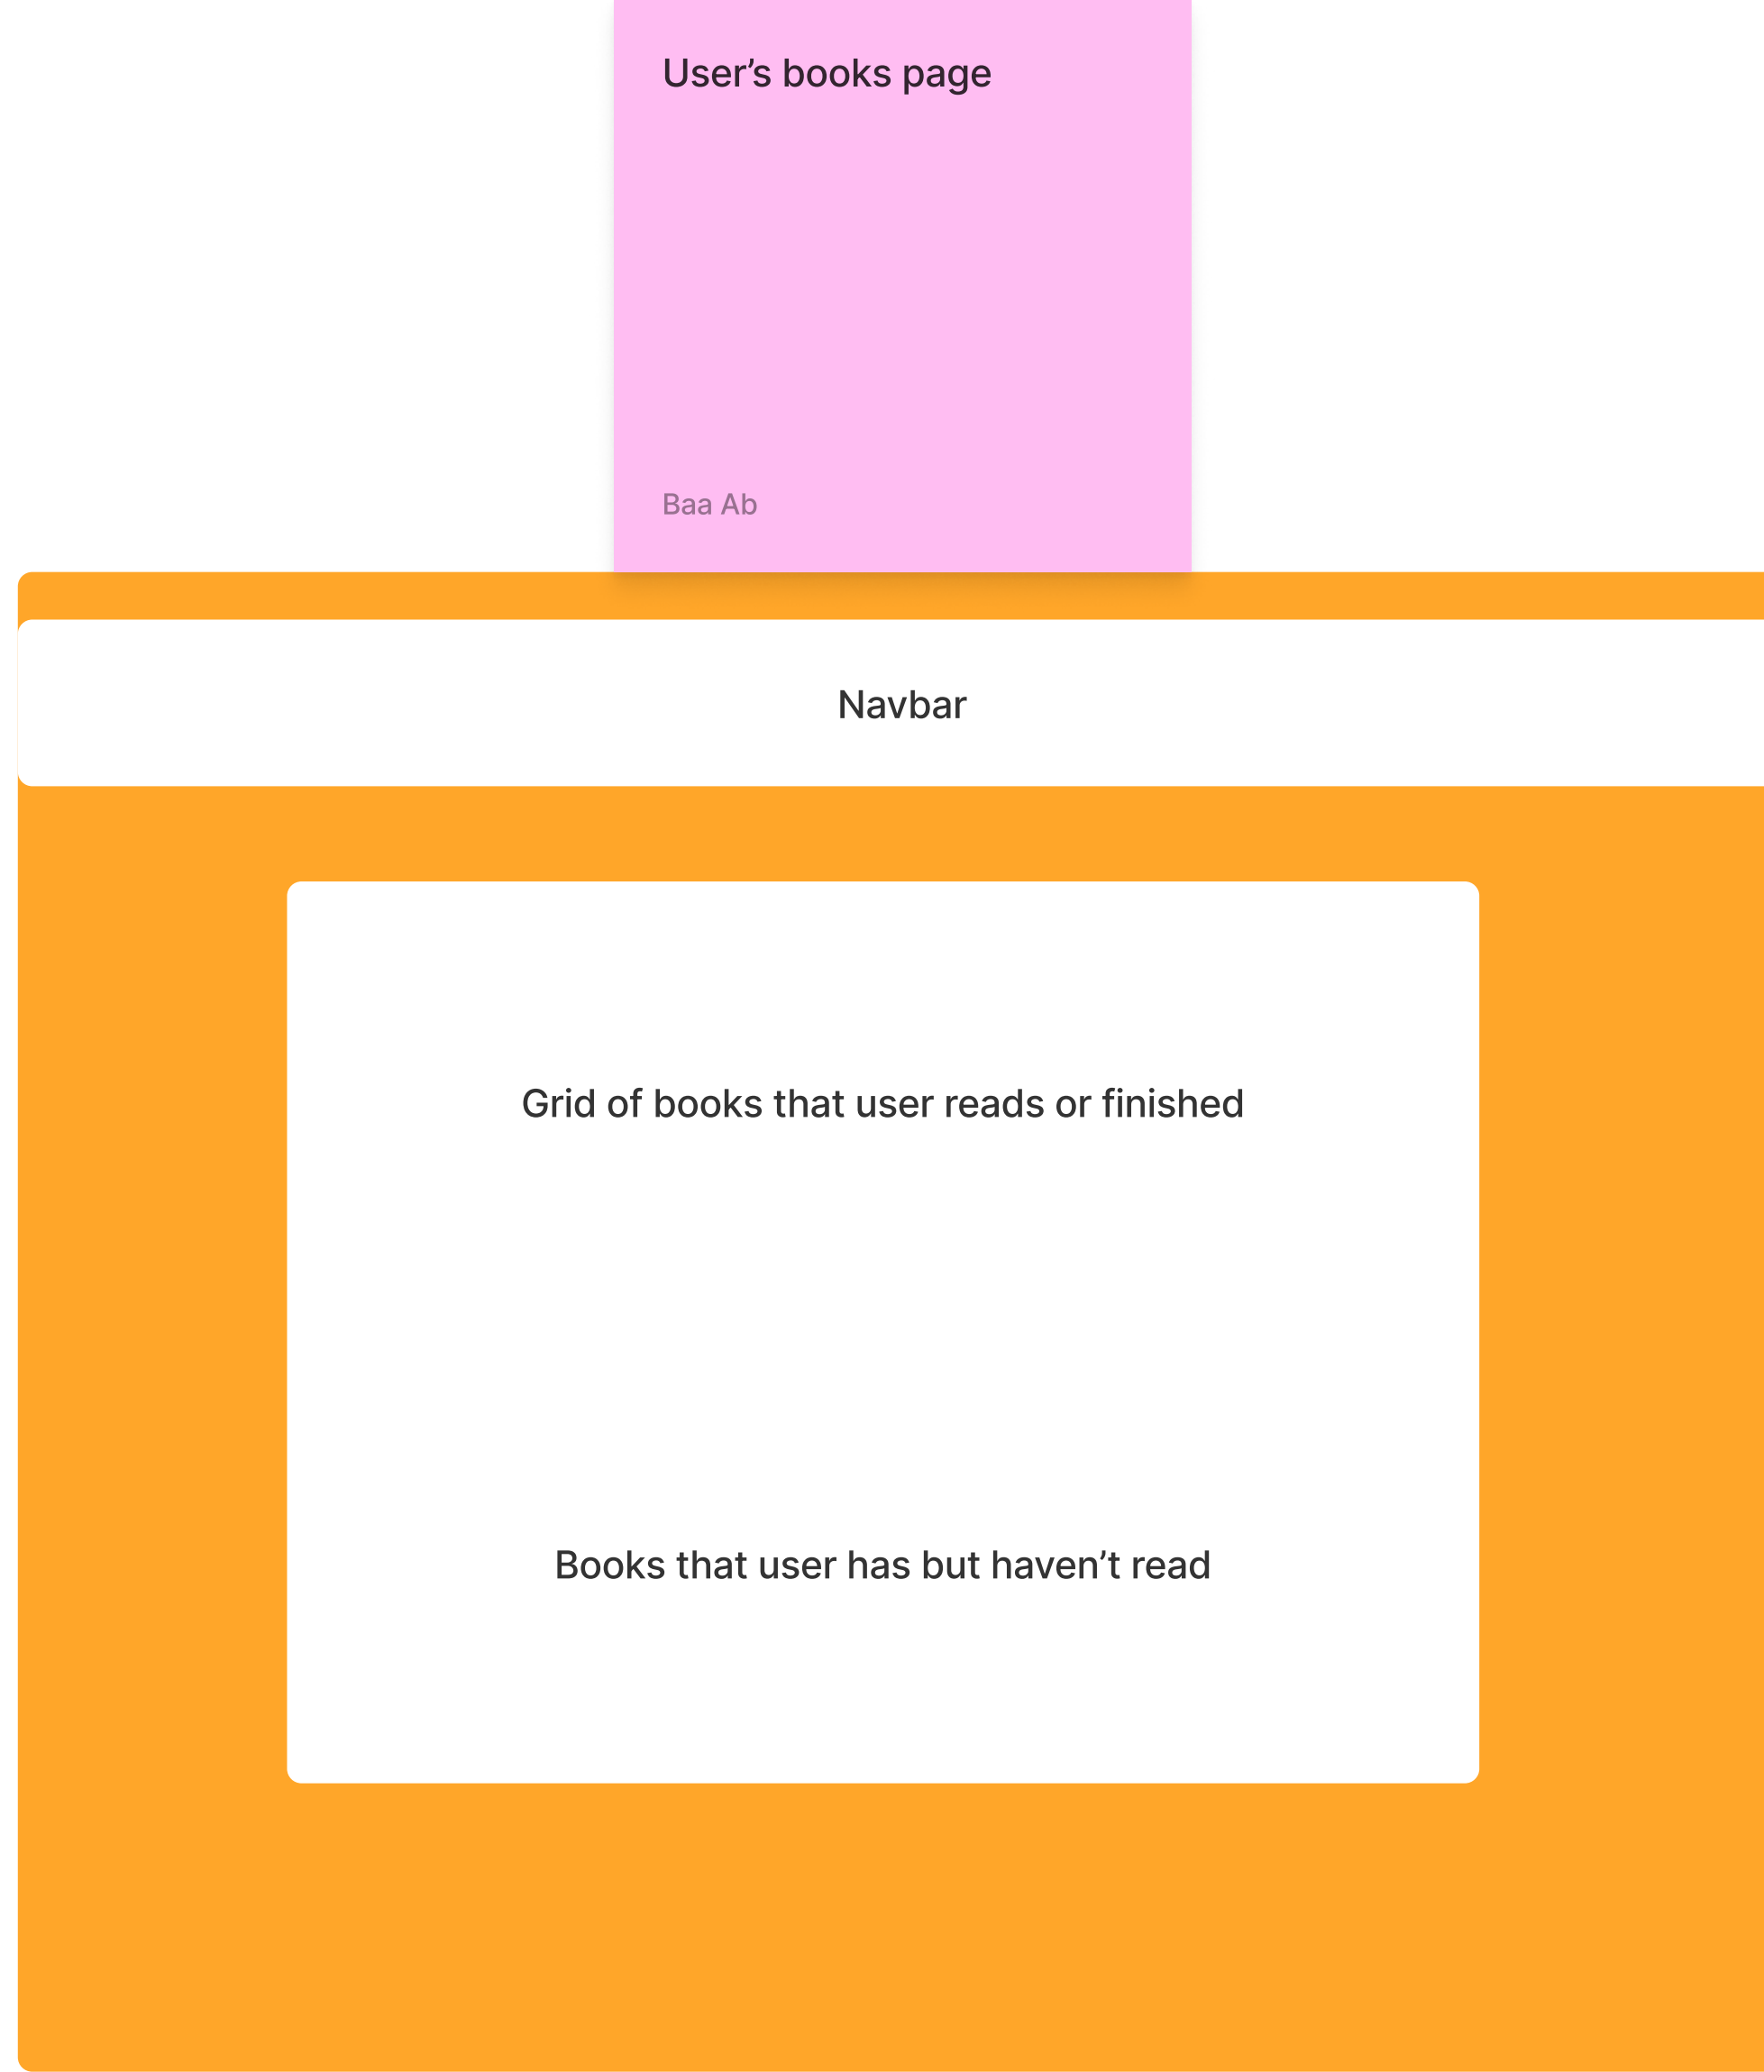 User’s books page
Baa Ab
Navbar
Grid of books that user reads or finished
Books that user has but haven’t read